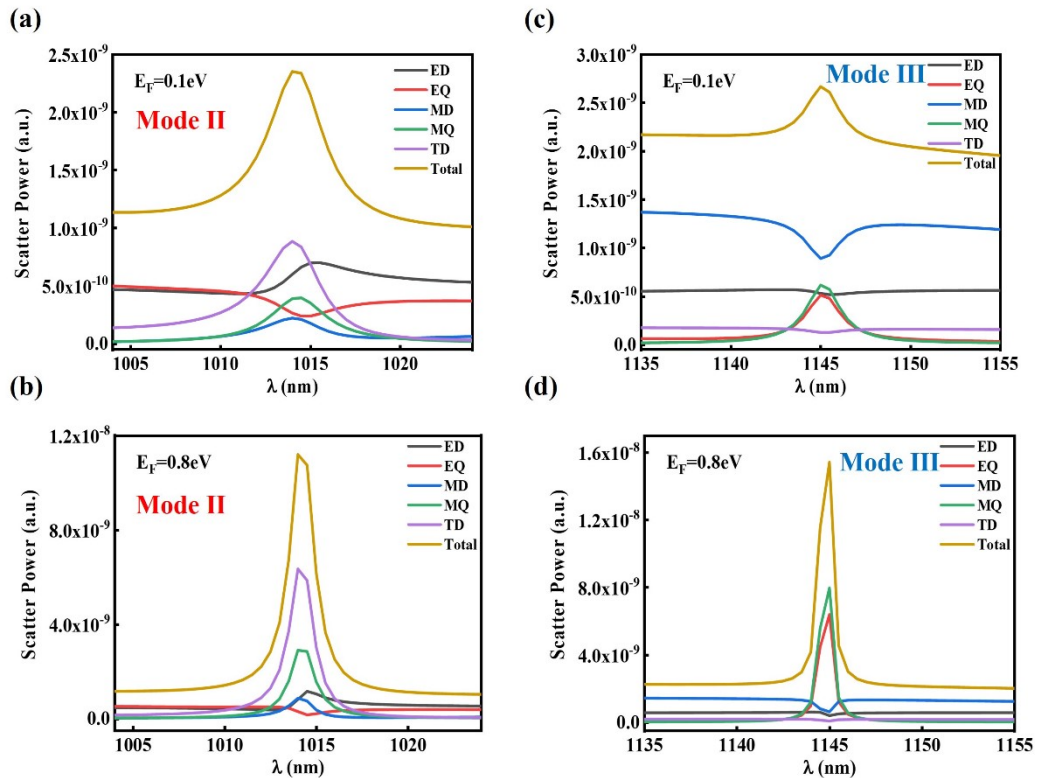 (a)
2.5x10⁻⁹
2.0x10⁻⁹
1.5x10⁻⁹
1.0x10⁻⁹
5.0x10⁻¹⁰
0.0
Scatter Power (a.u.)
E_F=0.1eV
Mode II
ED
EQ
MD
MQ
TD
Total
1005 1010 1015 1020
λ (nm)
(c)
3.0x10⁻⁹
2.5x10⁻⁹
2.0x10⁻⁹
1.5x10⁻⁹
1.0x10⁻⁹
5.0x10⁻¹⁰
0.0
Scatter Power (a.u.)
E_F=0.1eV
Mode III
ED
EQ
MD
MQ
TD
Total
1135 1140 1145 1150 1155
λ (nm)
(b)
1.2x10⁻⁸
8.0x10⁻⁹
4.0x10⁻⁹
0.0
Scatter Power (a.u.)
E_F=0.8eV
Mode II
ED
EQ
MD
MQ
TD
Total
1005 1010 1015 1020
λ (nm)
(d)
1.6x10⁻⁸
1.2x10⁻⁸
8.0x10⁻⁹
4.0x10⁻⁹
0.0
Scatter Power (a.u.)
E_F=0.8eV
Mode III
ED
EQ
MD
MQ
TD
Total
1135 1140 1145 1150 1155
λ (nm)